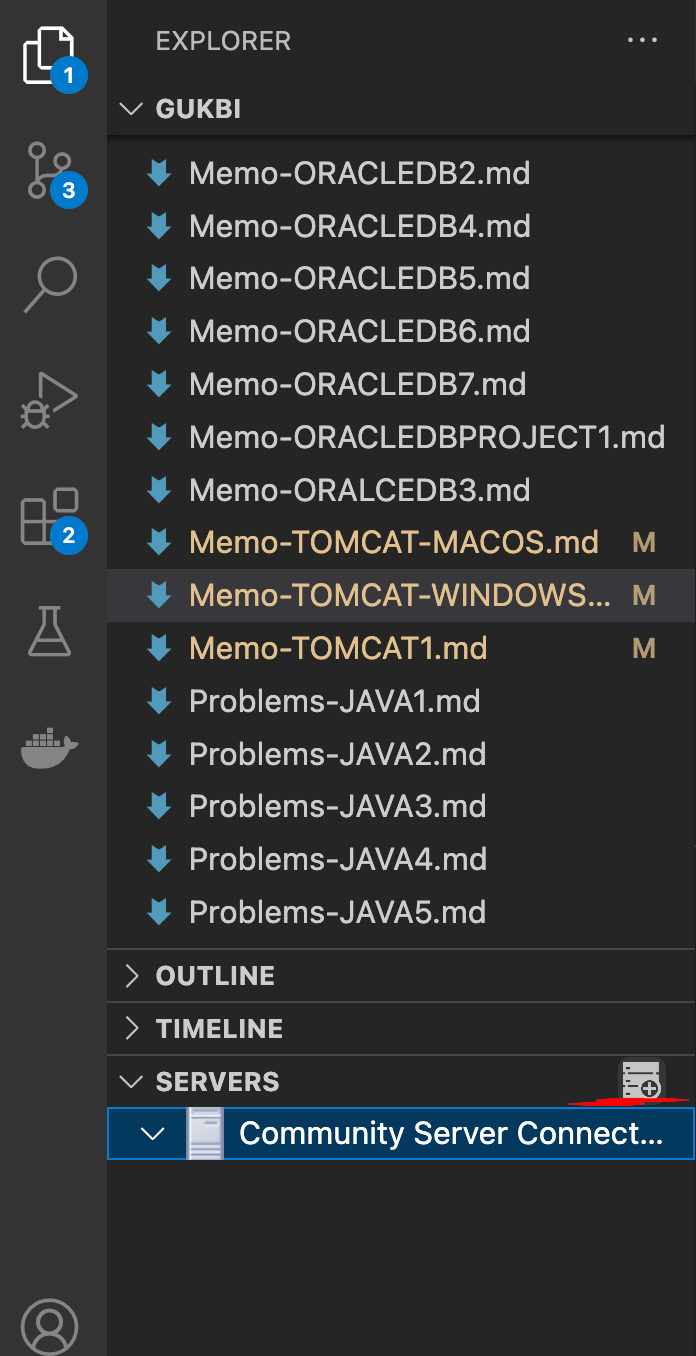 EXPLORER
1
GUKBI
3
Memo-ORACLEDB2.md
Memo-ORACLEDB4.md
Memo-ORACLEDB5.md
Memo-ORACLEDB6.md
Memo-ORACLEDB7.md
Memo-ORACLEDBPROJECT1.md
Memo-ORALCEDB3.md
2
Memo-TOMCAT-MACOS.md M
Memo-TOMCAT-WINDOWS... M
Memo-TOMCAT1.md M
Problems-JAVA1.md
Problems-JAVA2.md
Problems-JAVA3.md
Problems-JAVA4.md
Problems-JAVA5.md
OUTLINE
TIMELINE
SERVERS
Community Server Connect...